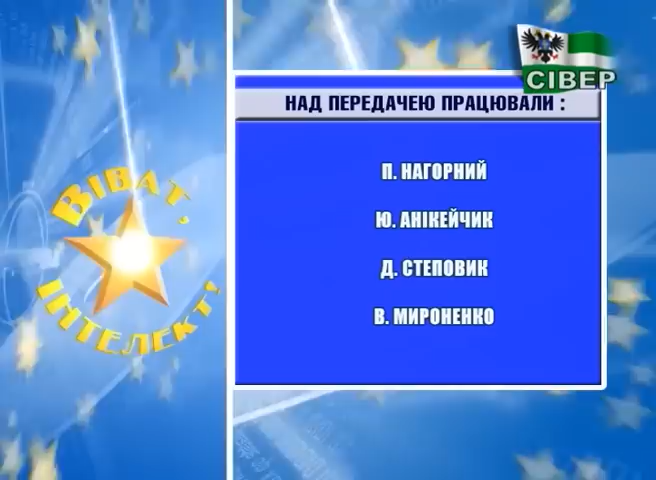 СІВЕР
НАД ПЕРЕДАЧЕЮ ПРАЦЮВАЛИ :
П. НАГОРНИЙ
Ю. АНІКЕЙЧИК
Д. СТЕПОВИК
В. МИРОНЕНКО
ВІВАТ,
ІНТЕЛЕКТ!